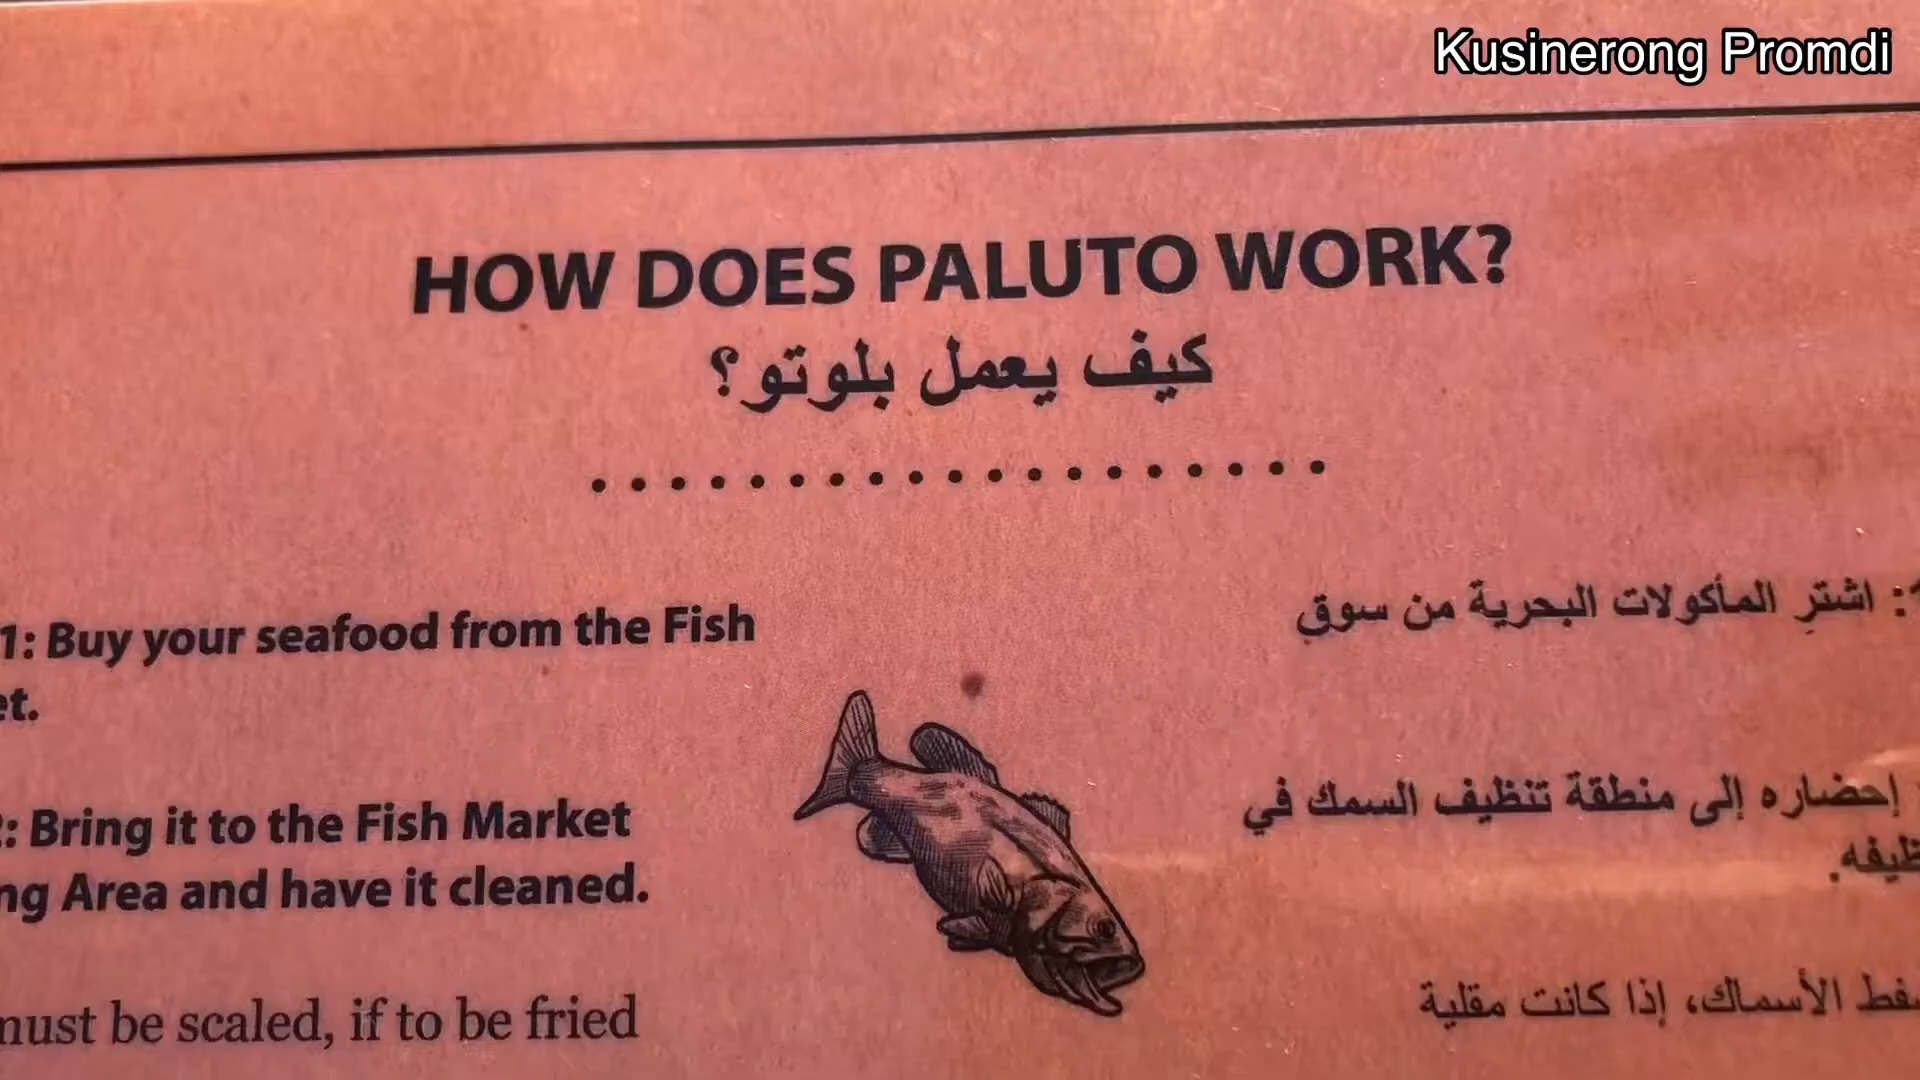 Kusinerong Promdi
HOW DOES PALUTO WORK?
كيف يعمل بلوتو؟
1: Buy your seafood from the Fish
et.
: اشترِ المأكولات البحرية من سوق
: Bring it to the Fish Market
ng Area and have it cleaned.
إحضاره إلى منطقة تنظيف السمك في
ظيفه.
must be scaled, if to be fried
الأسماك، إذا كانت مقلية